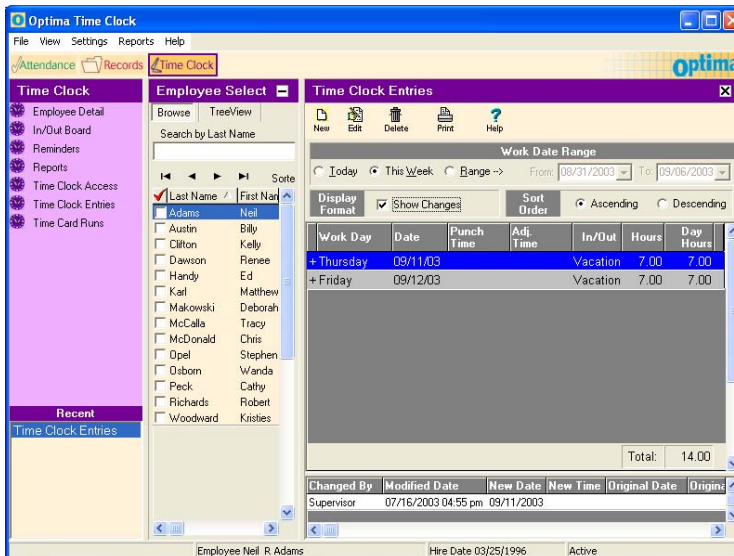 Optima Time Clock
File View Settings Reports Help
Attendance Records Time Clock
Optima
Time Clock
Employee Detail
In/Out Board
Reminders
Reports
Time Clock Access
Time Clock Entries
Time Card Runs
Recent
Time Clock Entries
Employee Select
Browse TreeView
Search by Last Name
Sorte
Last Name First Nan
Adams Neil
Austin Billy
Clifton Kelly
Dawson Renee
Handy Ed
Karl Matthew
Makowski Deborah
McCalla Tracy
McDonald Chris
Opel Stephen
Osborn Wanda
Peck Cathy
Richards Robert
Woodward Kristies
Time Clock Entries
New Edit Delete Print Help
Work Date Range
Today This Week Range --> From: 08/31/2003 To: 09/06/2003
Display Format Show Changes Sort Order Ascending Descending
Work Day Date Punch Time Adj. Time In/Out Hours Day Hours
+ Thursday 09/11/03 Vacation 7.00 7.00
+ Friday 09/12/03 Vacation 7.00 7.00
Total: 14.00
Changed By Modified Date New Date New Time Original Date Origina
Supervisor 07/16/2003 04:55 pm 09/11/2003
Employee Neil R Adams Hire Date 03/25/1996 Active